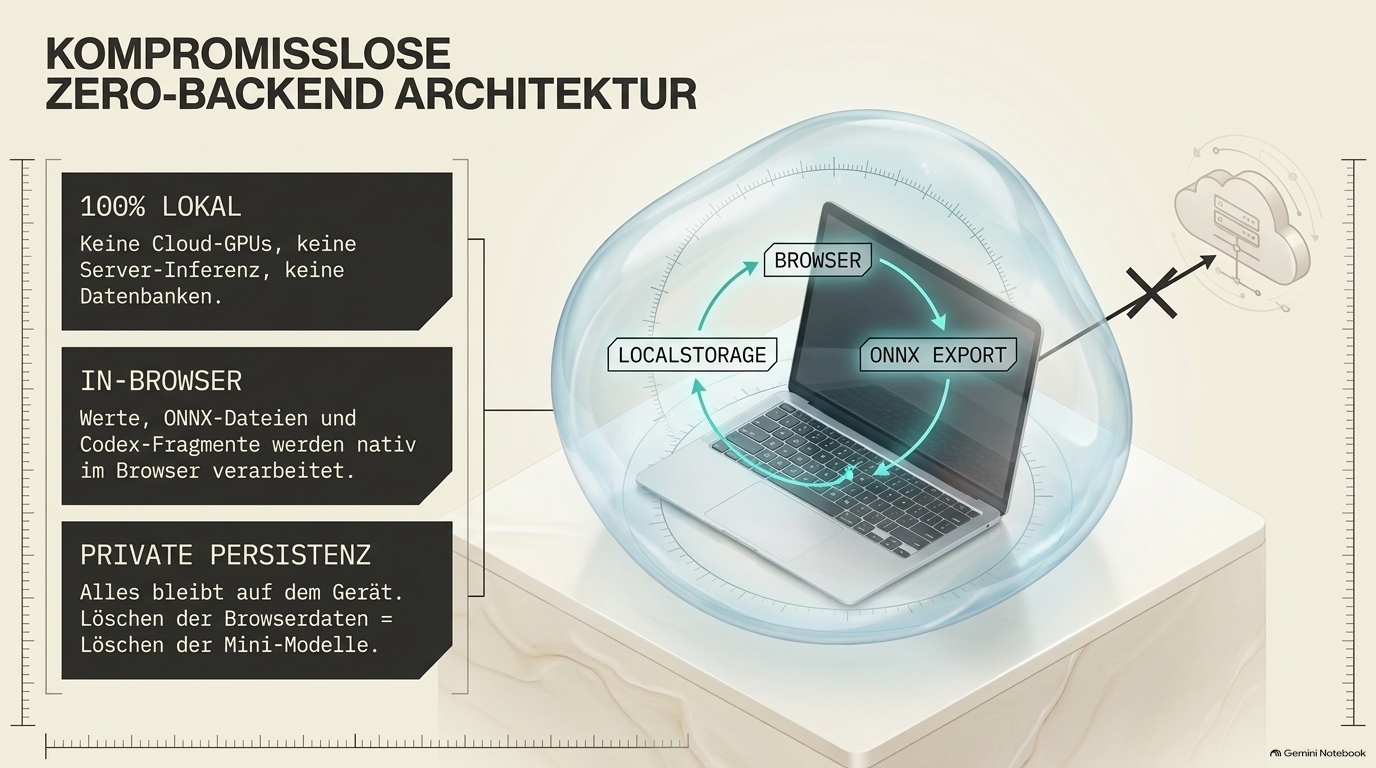 KOMPROMISSLOSE
ZERO-BACKEND ARCHITEKTUR
100% LOKAL
Keine Cloud-GPUs, keine
Server-Inferenz, keine
Datenbanken.
IN-BROWSER
Werte, ONNX-Dateien und
Codex-Fragmente werden nativ
im Browser verarbeitet.
PRIVATE PERSISTENZ
Alles bleibt auf dem Gerät.
Löschen der Browserdaten =
Löschen der Mini-Modelle.
BROWSER
LOCALSTORAGE
ONNX EXPORT
Gemini Notebook